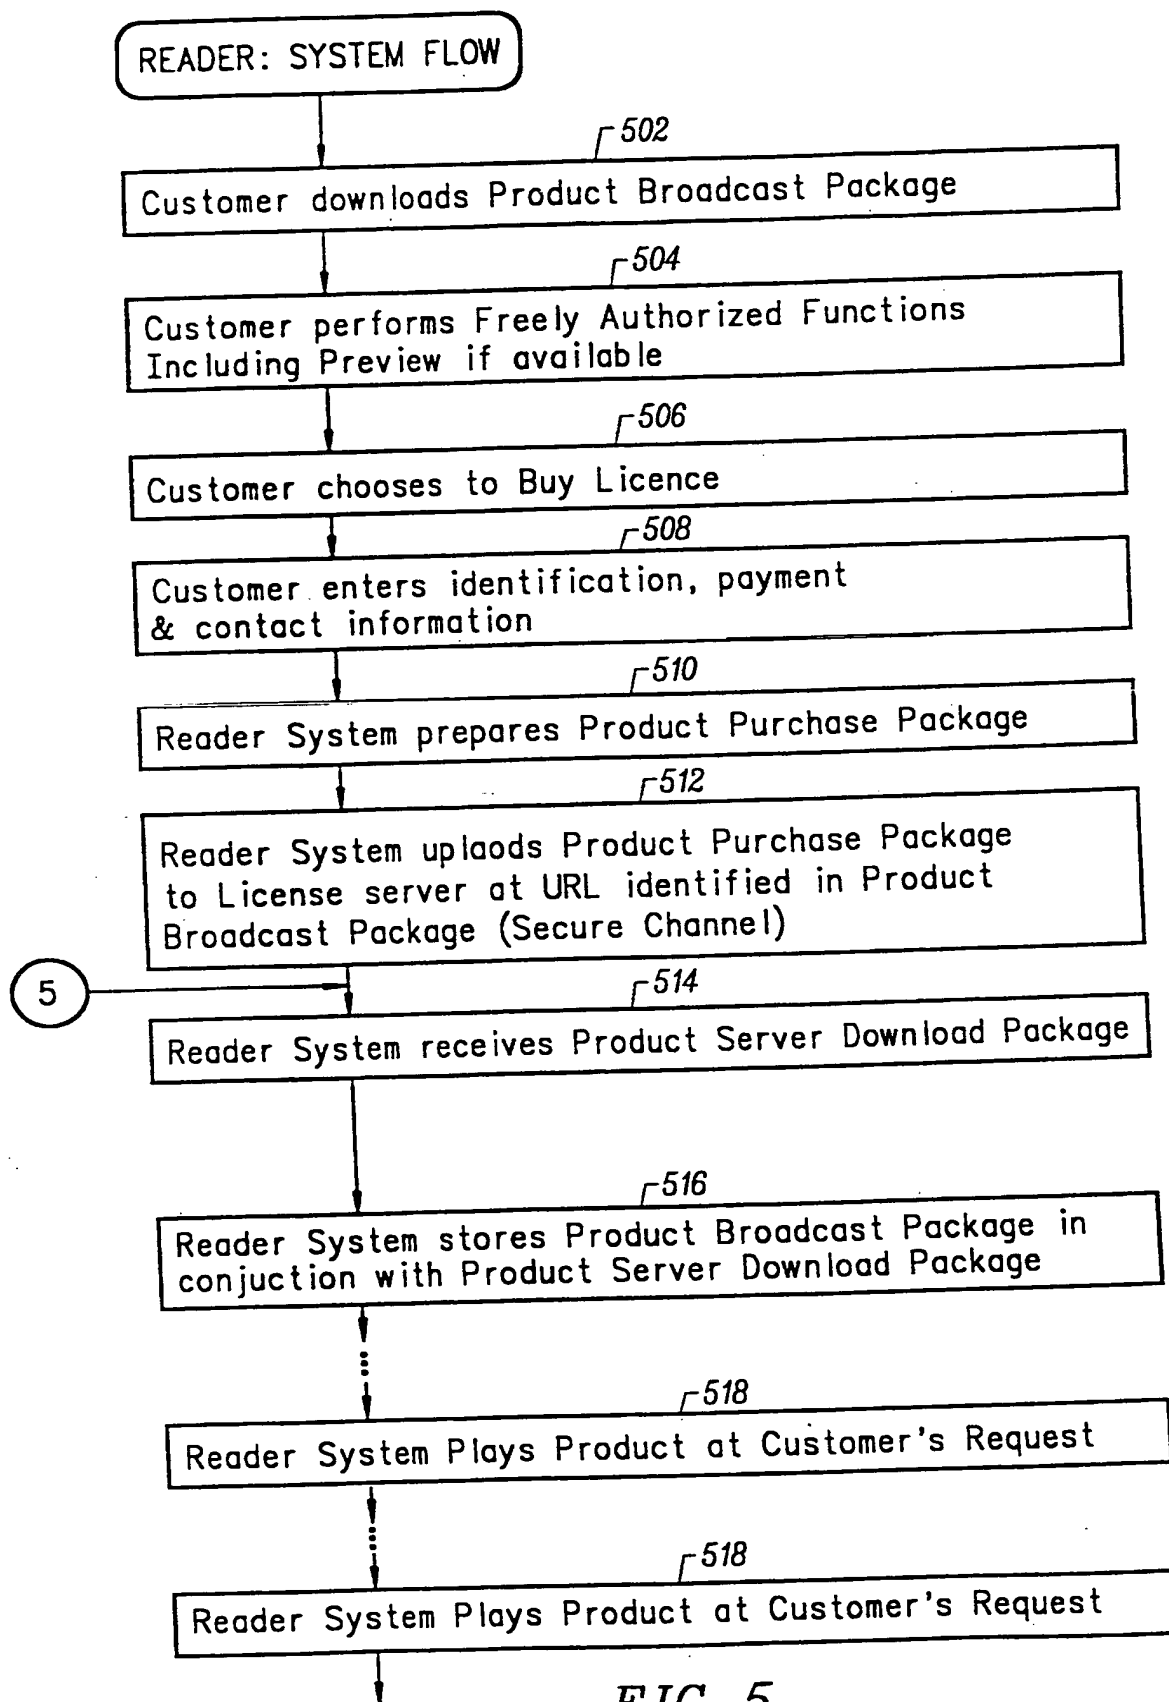 READER: SYSTEM FLOW
502
Customer downloads Product Broadcast Package
504
Customer performs Freely Authorized Functions
Including Preview if available
506
Customer chooses to Buy Licence
508
Customer enters identification, payment
& contact information
510
Reader System prepares Product Purchase Package
512
Reader System uplaods Product Purchase Package
to License server at URL identified in Product
Broadcast Package (Secure Channel)
5
514
Reader System receives Product Server Download Package
516
Reader System stores Product Broadcast Package in
conjuction with Product Server Download Package
518
Reader System Plays Product at Customer's Request
518
Reader System Plays Product at Customer's Request
FIG. 5